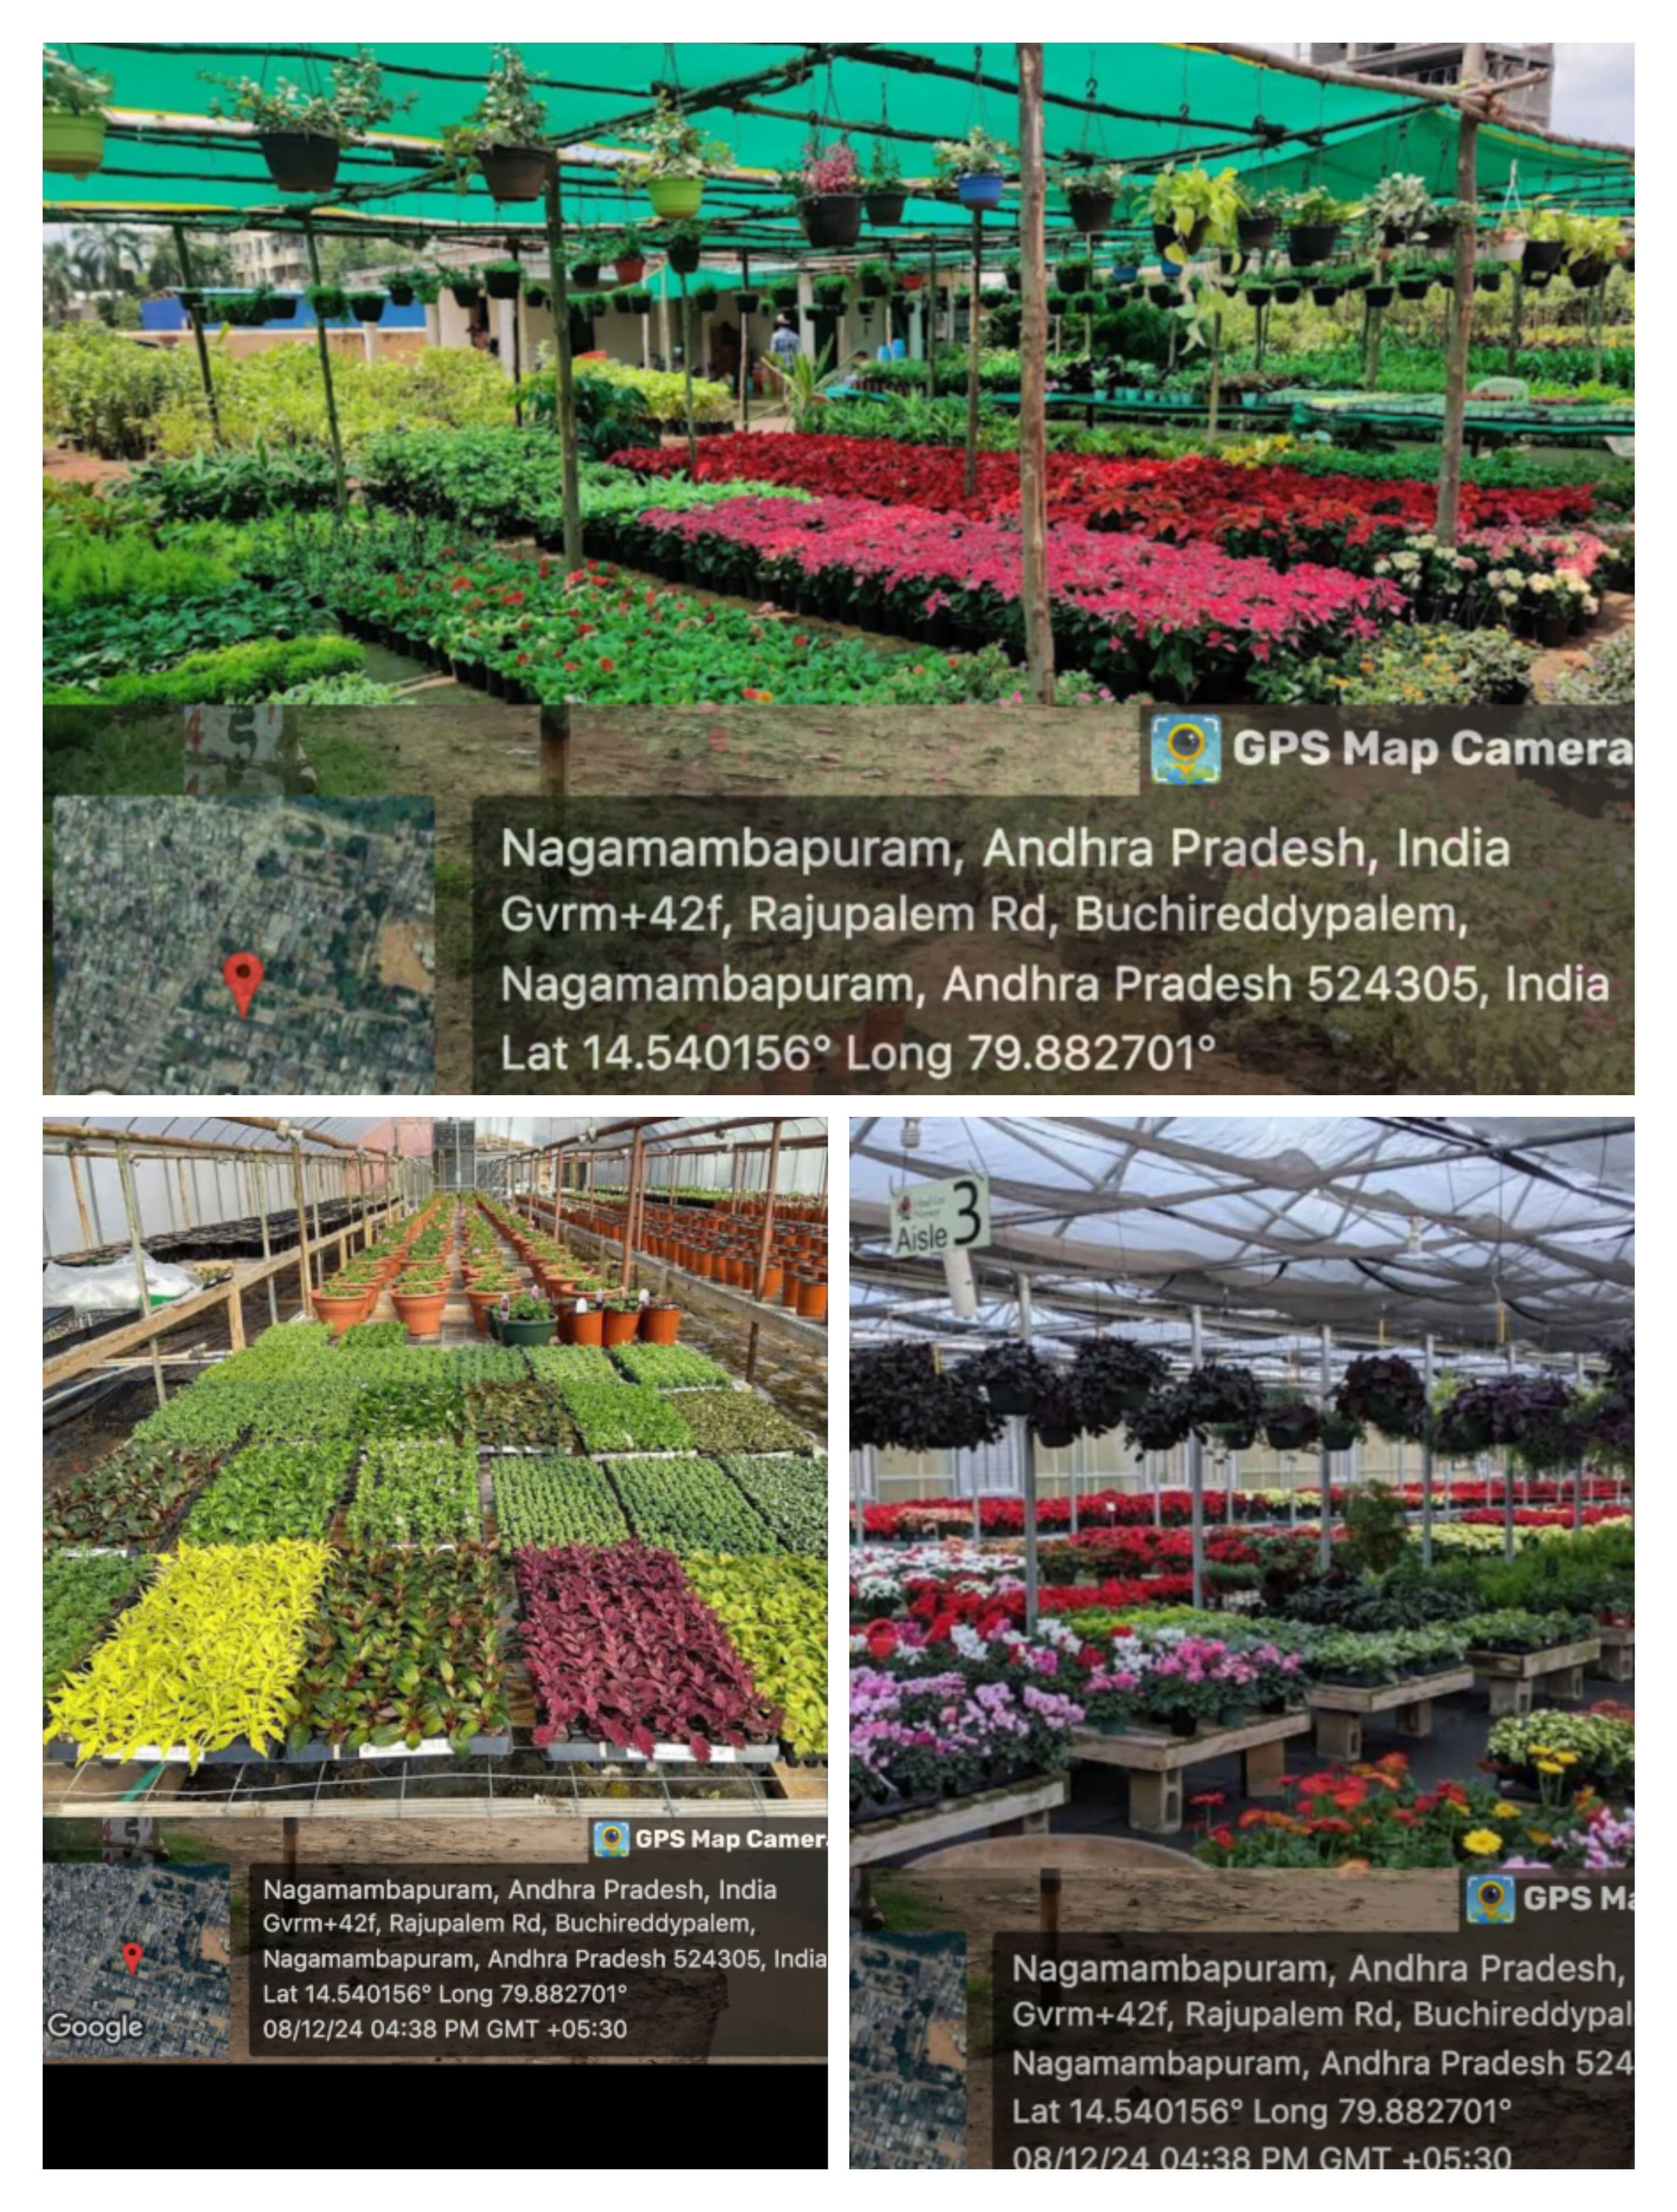 GPS Map Camera
Nagamambapuram, Andhra Pradesh, India
Gvrm+42f, Rajupalem Rd, Buchireddypalem,
Nagamambapuram, Andhra Pradesh 524305, India
Lat 14.540156° Long 79.882701°
GPS Map Camer
Nagamambapuram, Andhra Pradesh, India
Gvrm+42f, Rajupalem Rd, Buchireddypalem,
Nagamambapuram, Andhra Pradesh 524305, India
Lat 14.540156° Long 79.882701°
08/12/24 04:38 PM GMT +05:30
Google
Aisle 3
GPS Ma
Nagamambapuram, Andhra Pradesh,
Gvrm+42f, Rajupalem Rd, Buchireddypal
Nagamambapuram, Andhra Pradesh 524
Lat 14.540156° Long 79.882701°
08/12/24 04:38 PM GMT +05:30